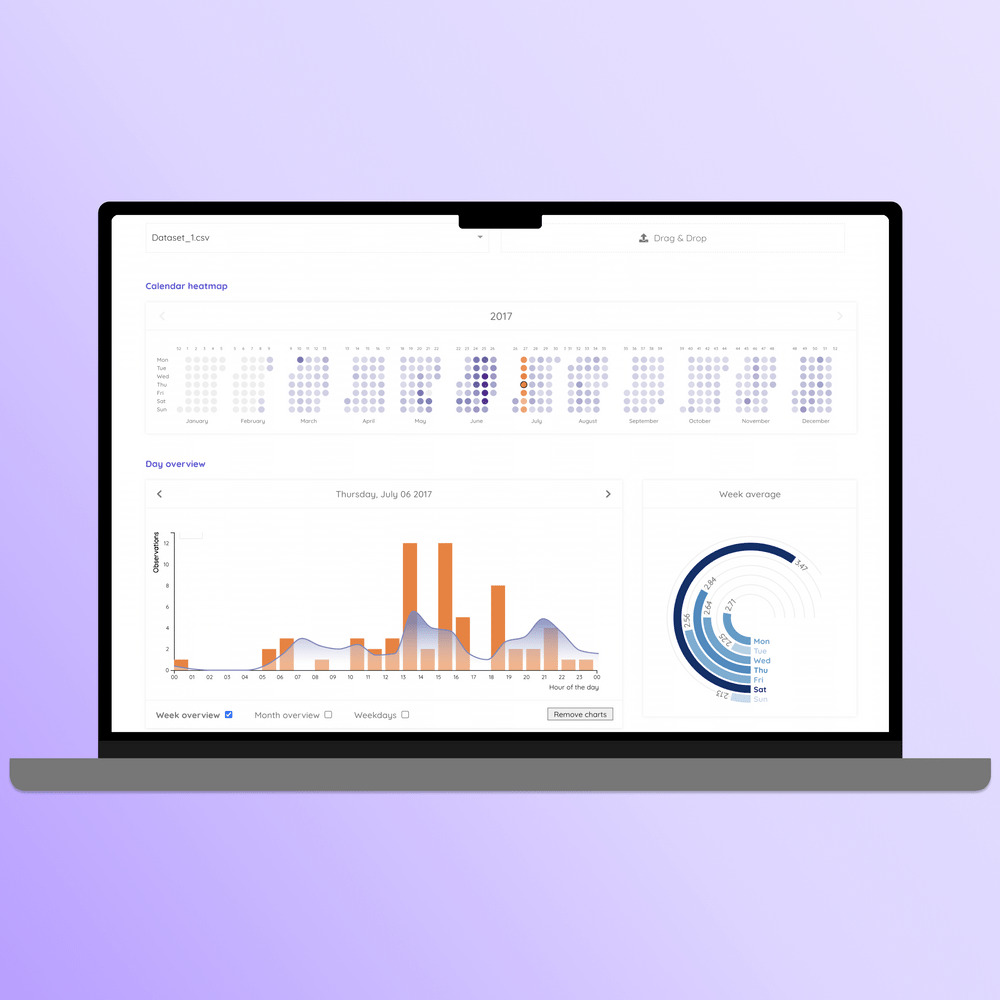 Dataset_1.csv
Drag & Drop
Calendar heatmap
2017
Mon
Tue
Wed
Thu
Fri
Sat
Sun
January February March April May June July August September October November December
Day overview
Thursday, July 06 2017
Week average
Observations
12
10
8
6
4
2
0
00 01 02 03 04 05 06 07 08 09 10 11 12 13 14 15 16 17 18 19 20 21 22 23 00
Hour of the day
3.47
2.84
2.64
2.71
2.56
2.25
2.13
Mon
Tue
Wed
Thu
Fri
Sat
Sun
Week overview Month overview Weekdays Remove charts